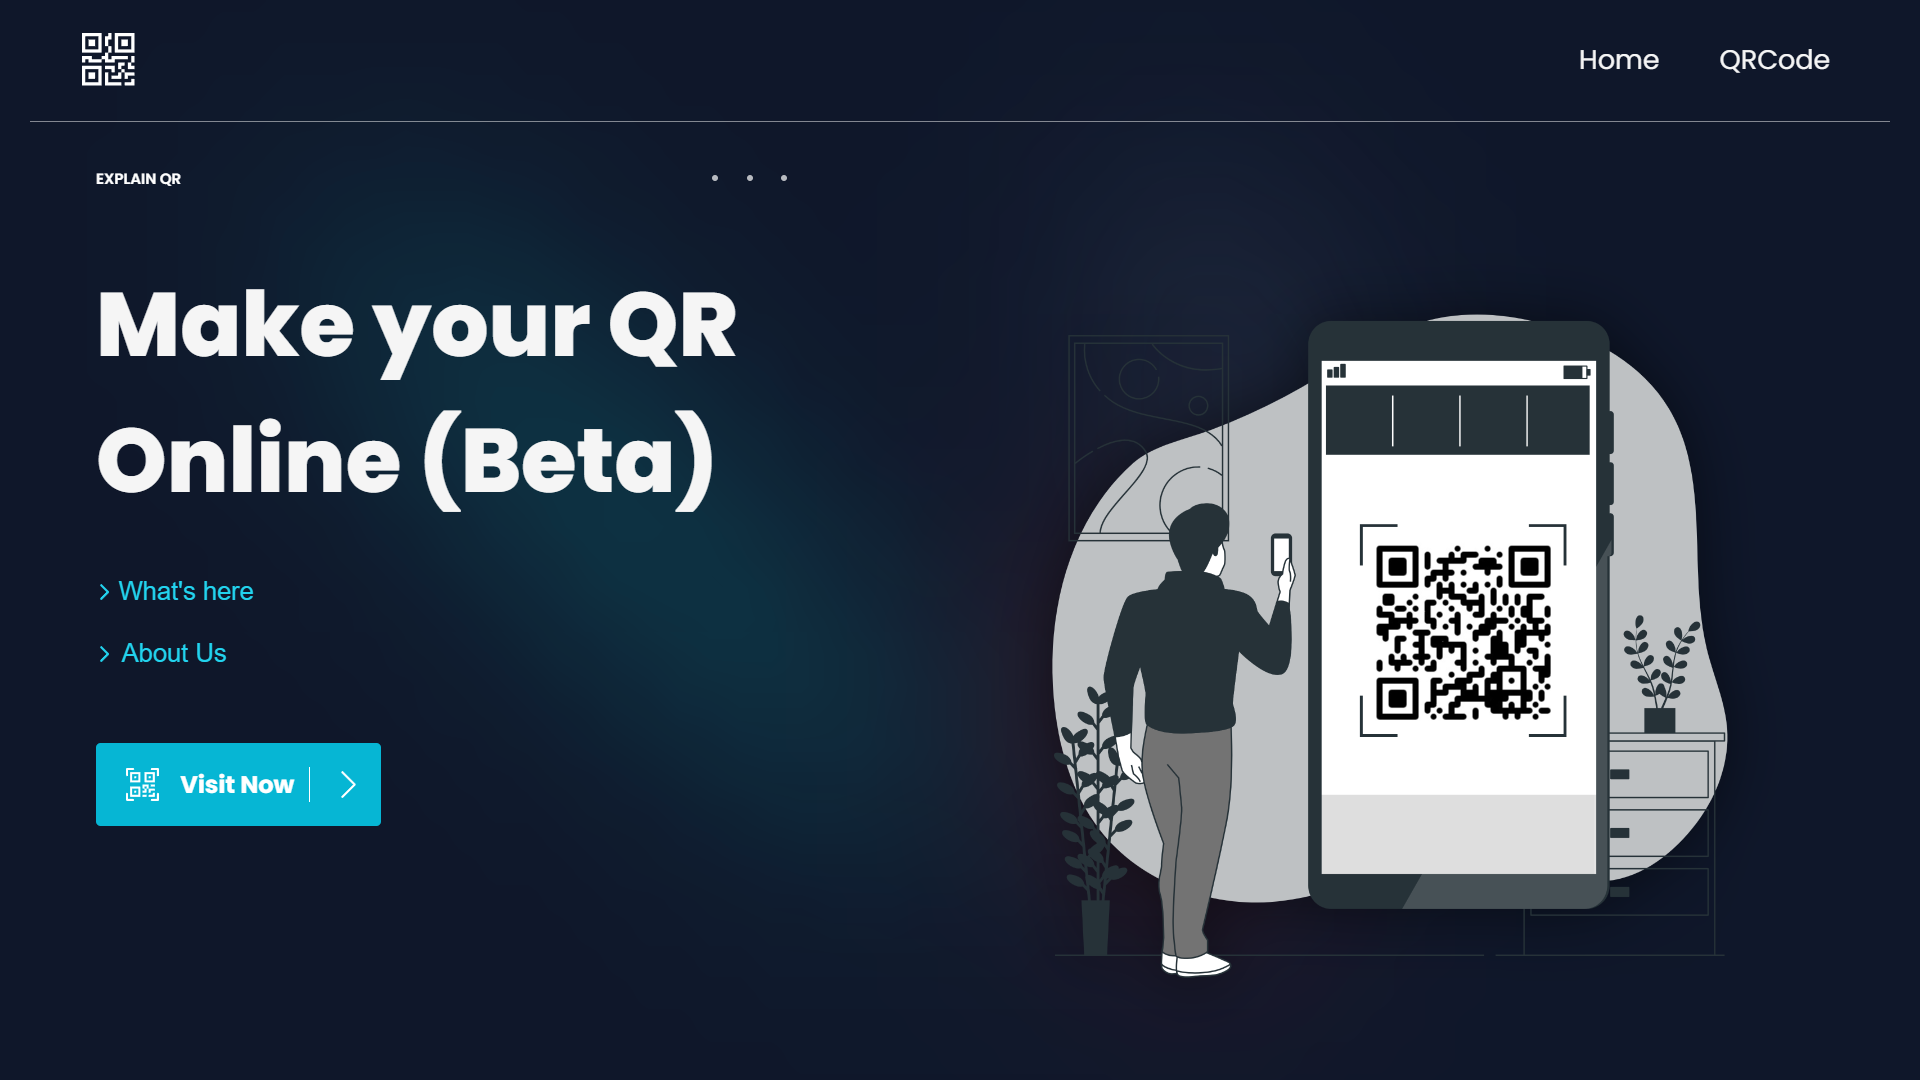 Home QRCode
EXPLAIN QR
Make your QR
Online (Beta)
What's here
About Us
Visit Now